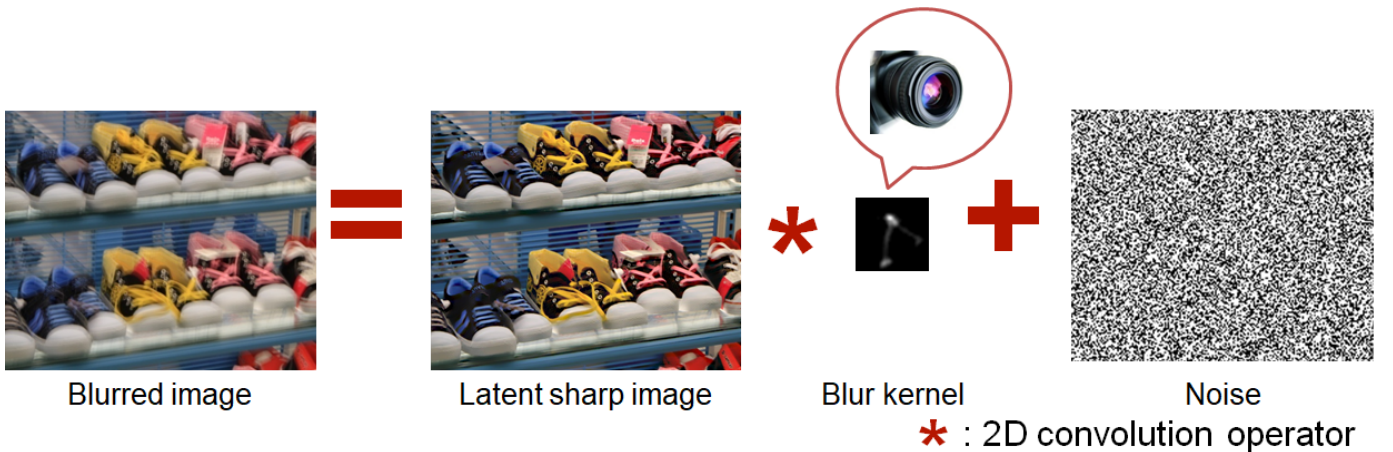 Blurred image
Latent sharp image
Blur kernel
Noise
* : 2D convolution operator